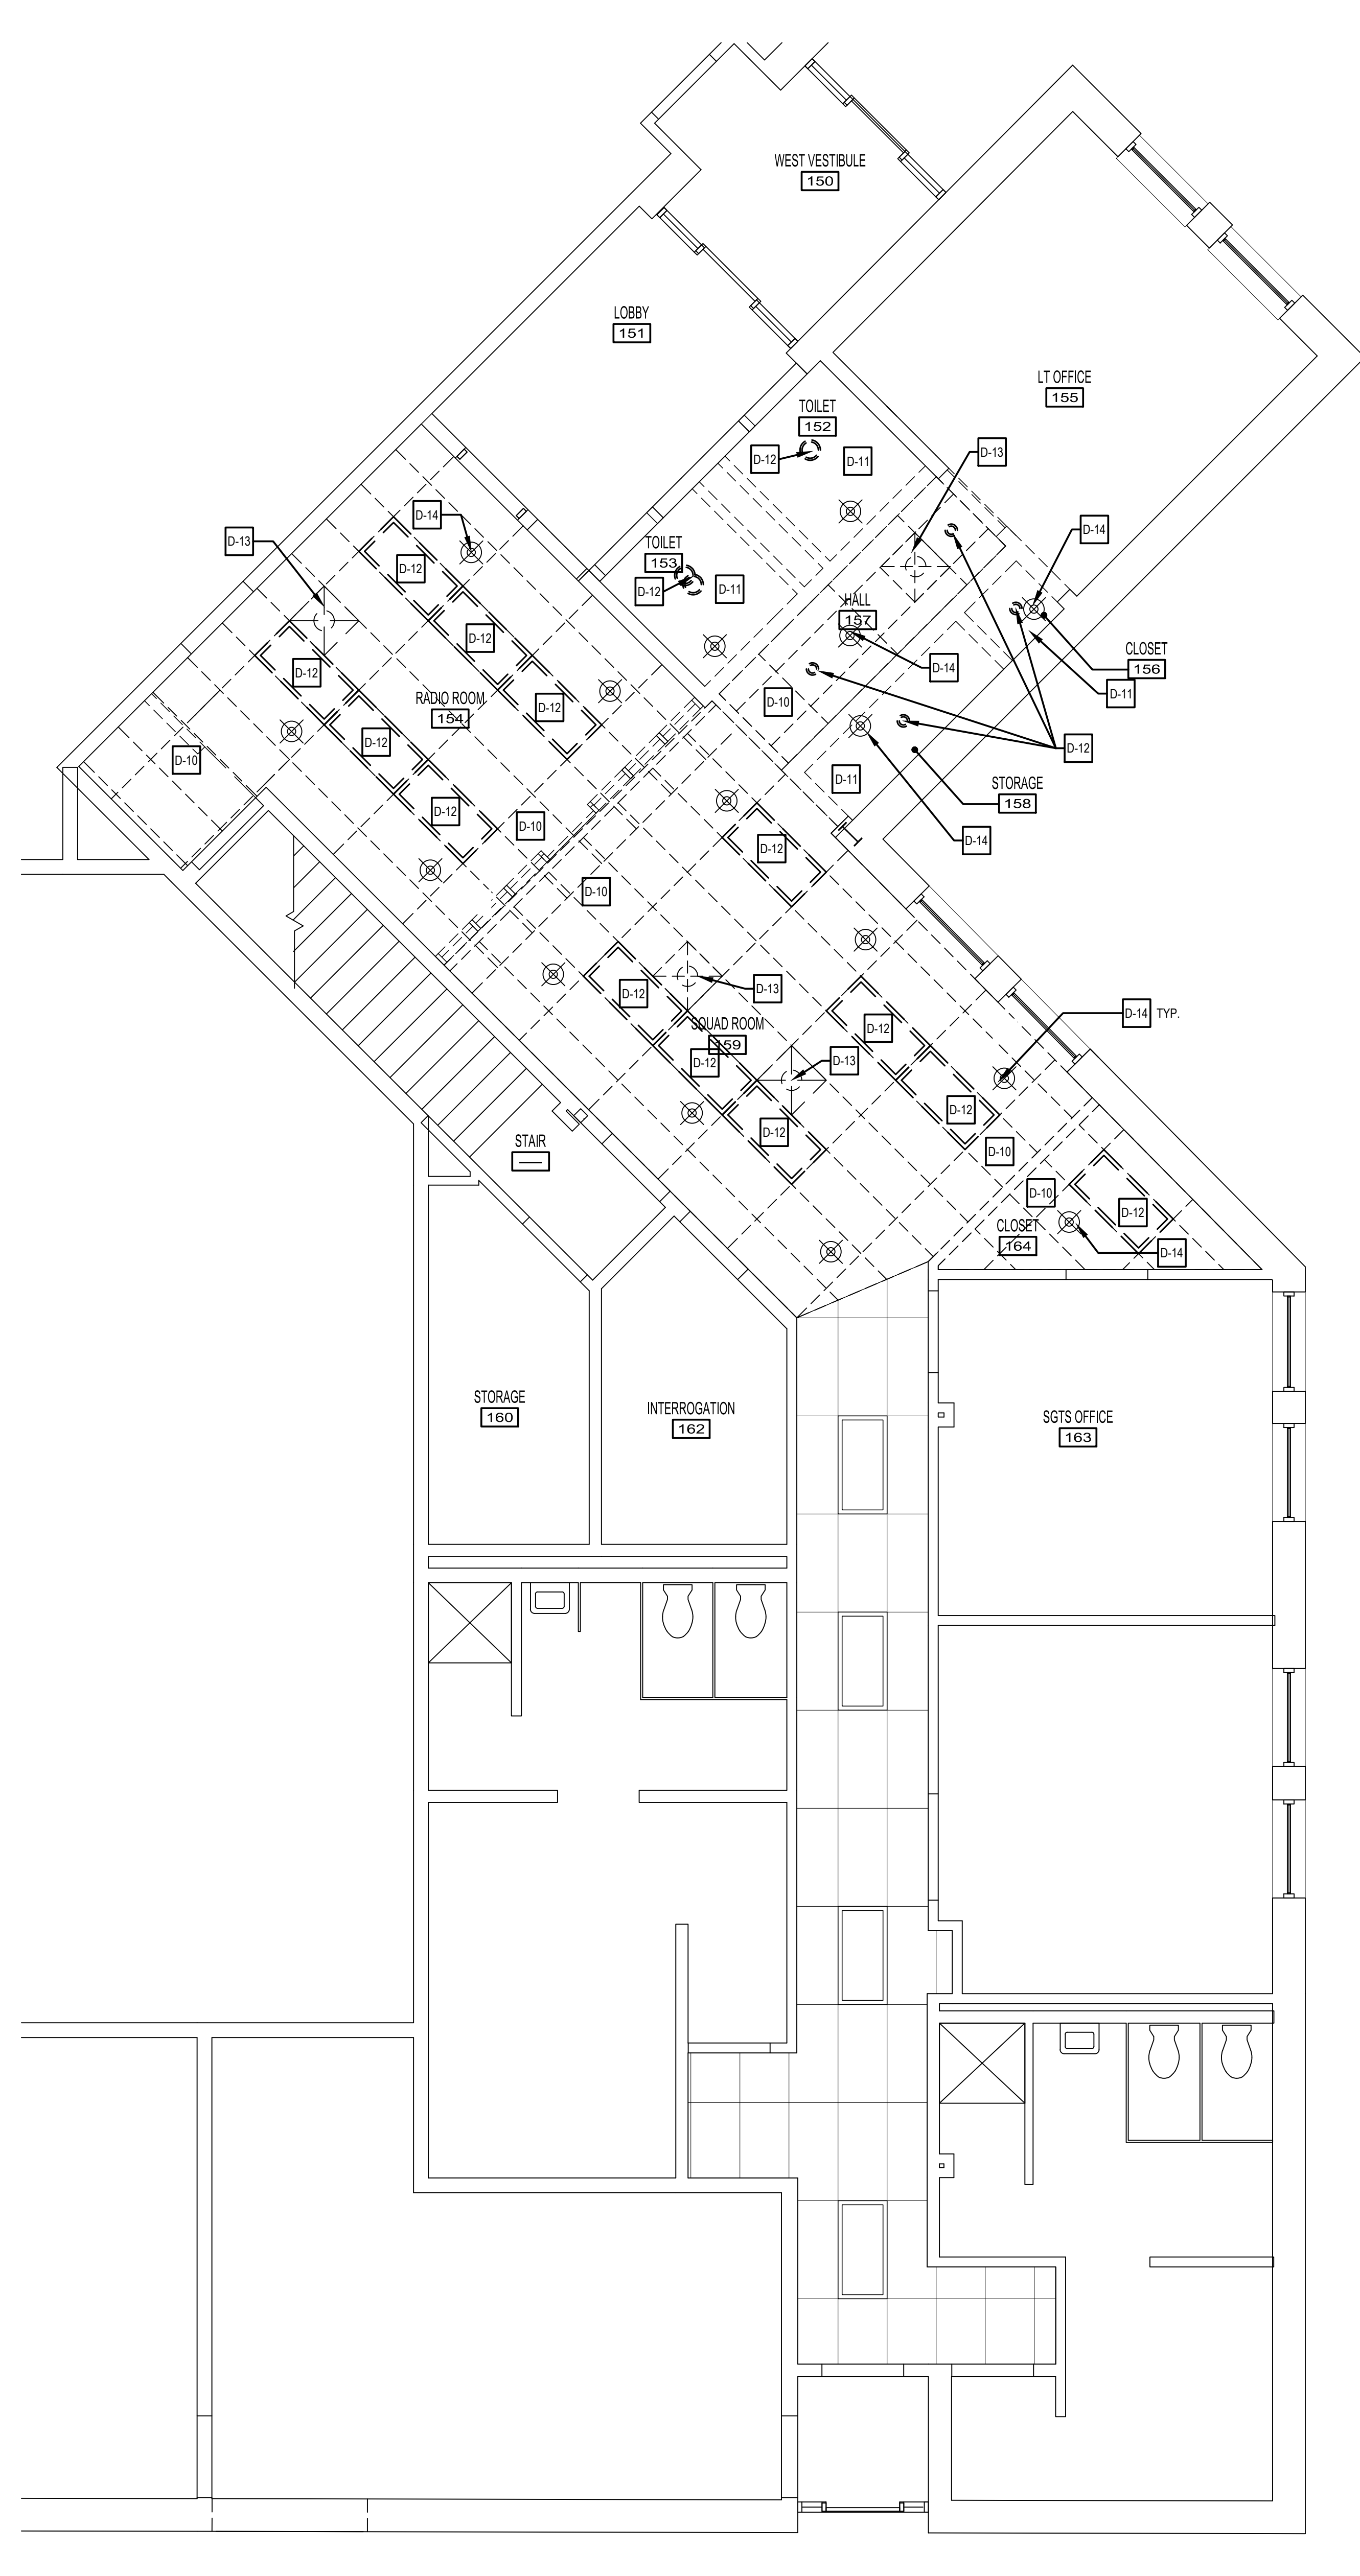 WEST VESTIBULE
150
LOBBY
151
LT OFFICE
155
TOILET
152
D-12
D-11
D-13
D-14
D-13
D-14
TOILET
153
D-12
D-11
D-12
HALL
157
D-12
CLOSET
156
D-14
D-11
D-12
RADIO ROOM
154
D-10
D-12
D-12
D-12
D-10
D-11
STORAGE
158
D-12
D-10
D-14
D-12
D-10
D-12
D-13
D-14 TYP.
SQUAD ROOM
159
D-12
D-12
D-13
D-12
D-12
STAIR
D-10
D-10
D-12
CLOSET
164
D-14
STORAGE
160
INTERROGATION
162
SGTS OFFICE
163